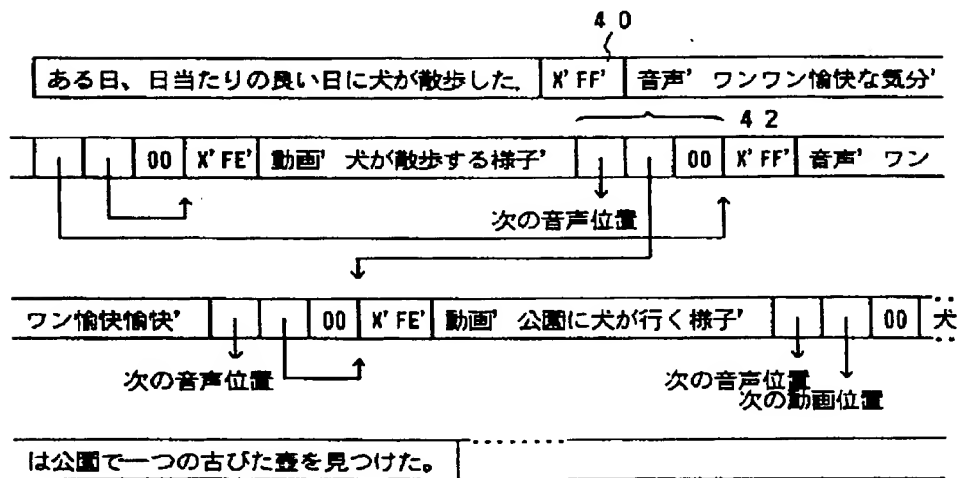 40
ある日、日当たりの良い日に犬が散歩した. X'FF' 音声' ワンワン愉快な気分'
42
00 X'FE' 動画' 犬が散歩する様子' 00 X'FF' 音声' ワン
次の音声位置
ワン愉快愉快' 00 X'FE' 動画' 公園に犬が行く様子' 00 犬
次の音声位置 次の音声位置
次の動画位置
は公園で一つの古びた壺を見つけた。